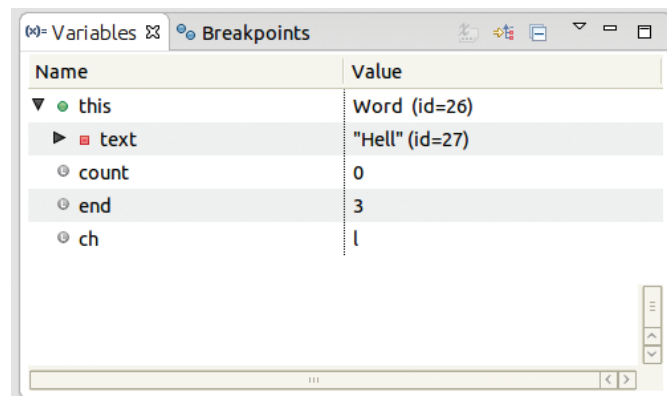 (x)= Variables Breakpoints
Name Value
this Word (id=26)
text "Hell" (id=27)
count 0
end 3
ch l